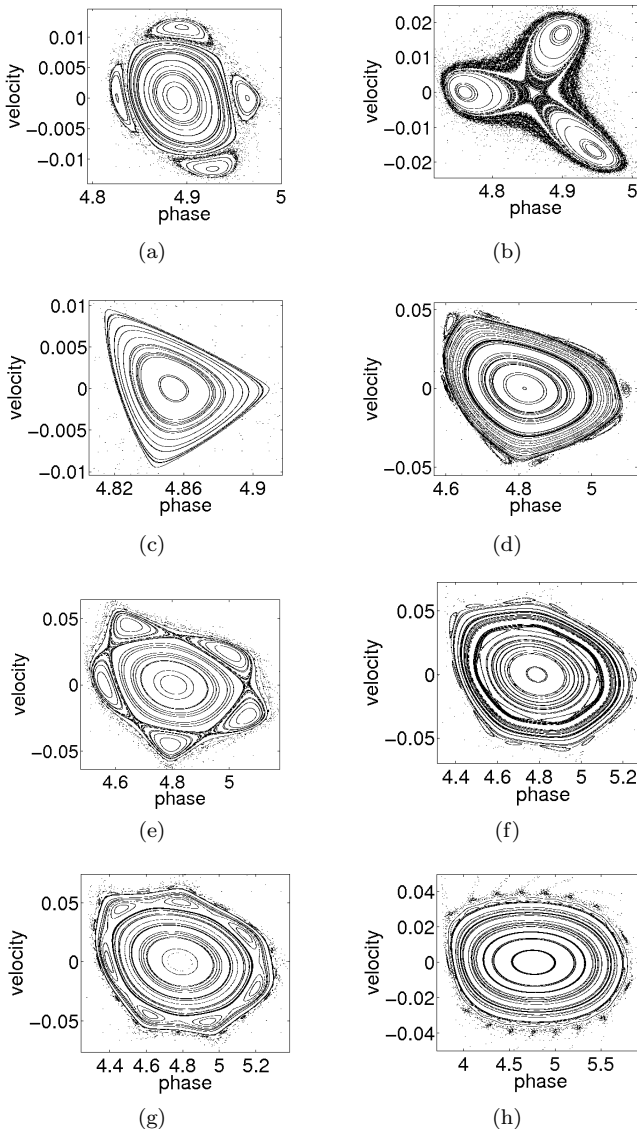 velocity
0.01
0.005
0
−0.005
−0.01
4.8
4.9
5
phase
(a)
velocity
0.02
0.01
0
−0.01
−0.02
4.8
4.9
5
phase
(b)
velocity
0.01
0.005
0
−0.005
−0.01
4.82
4.86
4.9
phase
(c)
velocity
0.05
0
−0.05
4.6
4.8
5
phase
(d)
velocity
0.05
0
−0.05
4.6
4.8
5
phase
(e)
velocity
0.05
0
−0.05
4.4
4.6
4.8
5
5.2
phase
(f)
velocity
0.05
0
−0.05
4.4
4.6
4.8
5
5.2
phase
(g)
velocity
0.04
0.02
0
−0.02
−0.04
4
4.5
5
5.5
phase
(h)